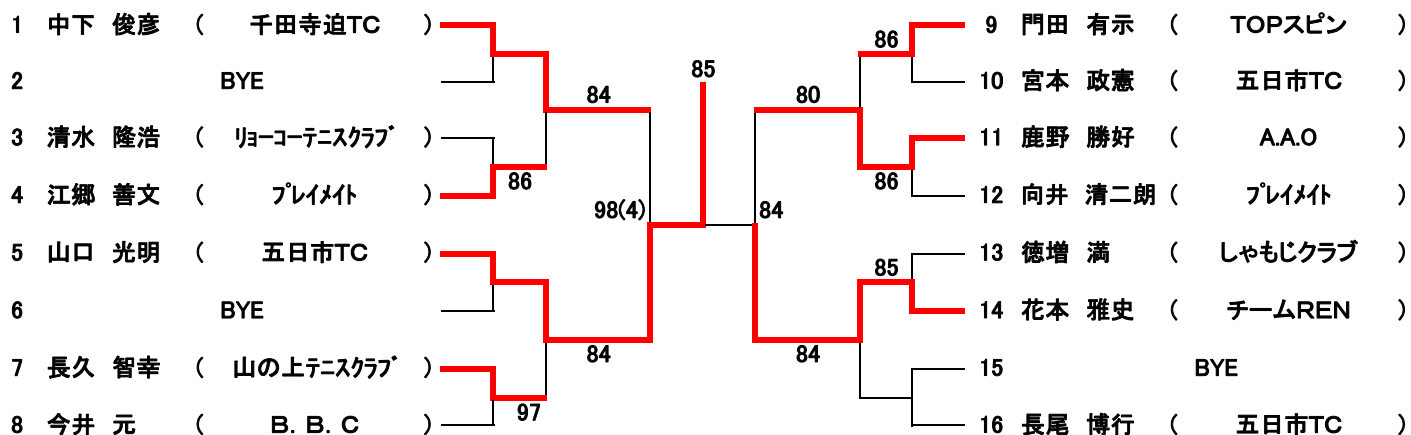 1 中下 俊彦 ( 千田寺迫TC )
2 BYE
3 清水 隆浩 ( ﾘｮｰｺｰﾃﾆｽｸﾗﾌﾞ )
4 江郷 善文 ( ﾌﾟﾚｲﾒｲﾄ )
5 山口 光明 ( 五日市TC )
6 BYE
7 長久 智幸 ( 山の上ﾃﾆｽｸﾗﾌﾞ )
8 今井 元 ( B．B．C )
84
86
98(4)
84
97
85
86
80
86
84
85
84
9 門田 有示 ( TOPスピン )
10 宮本 政憲 ( 五日市TC )
11 鹿野 勝好 ( A.A.O )
12 向井 清二朗 ( ﾌﾟﾚｲﾒｲﾄ )
13 徳増 満 ( しゃもじクラブ )
14 花本 雅史 ( チームREN )
15 BYE
16 長尾 博行 ( 五日市TC )